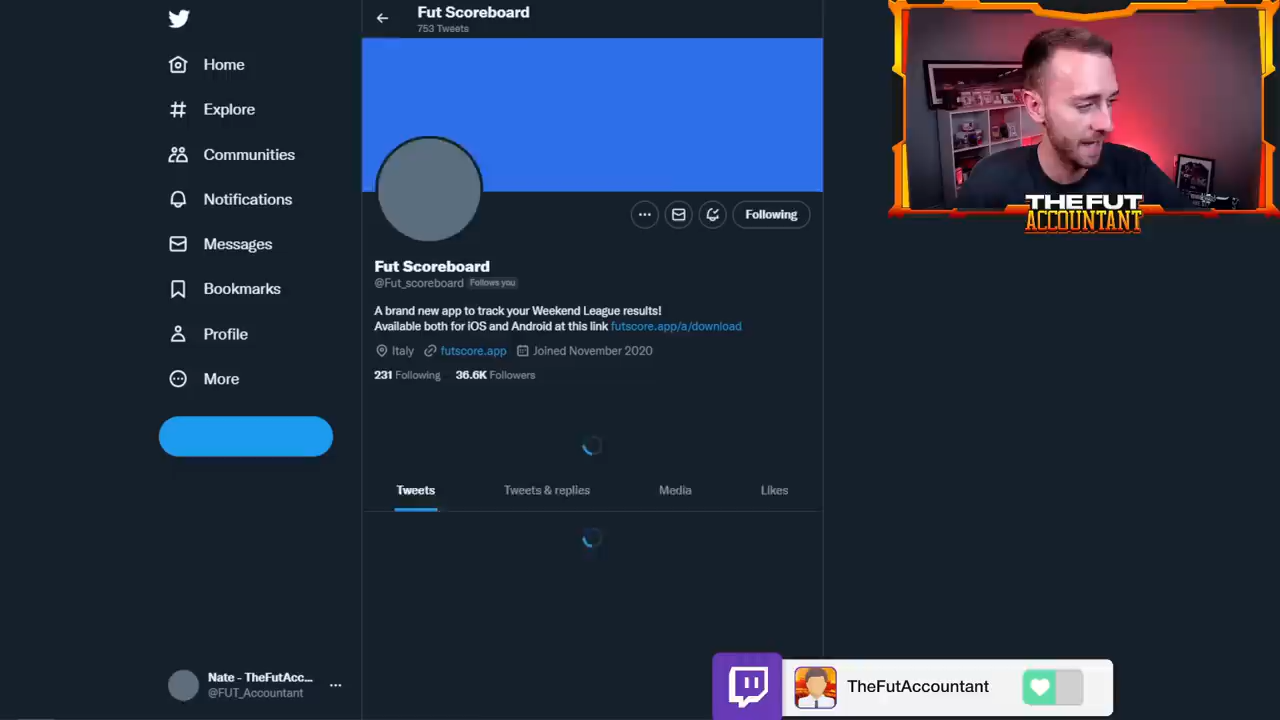 Fut Scoreboard
753 Tweets
Home
Explore
Communities
Notifications
Messages
Bookmarks
Profile
More
Following
Fut Scoreboard
@Fut_scoreboard Follows you
A brand new app to track your Weekend League results!
Available both for iOS and Android at this link futscore.app/a/download
Italy futscore.app Joined November 2020
231 Following 36.6K Followers
Tweets Tweets & replies Media Likes
Nate - TheFutAcc...
@FUT_Accountant
THE FUT
ACCOUNTANT
TheFutAccountant